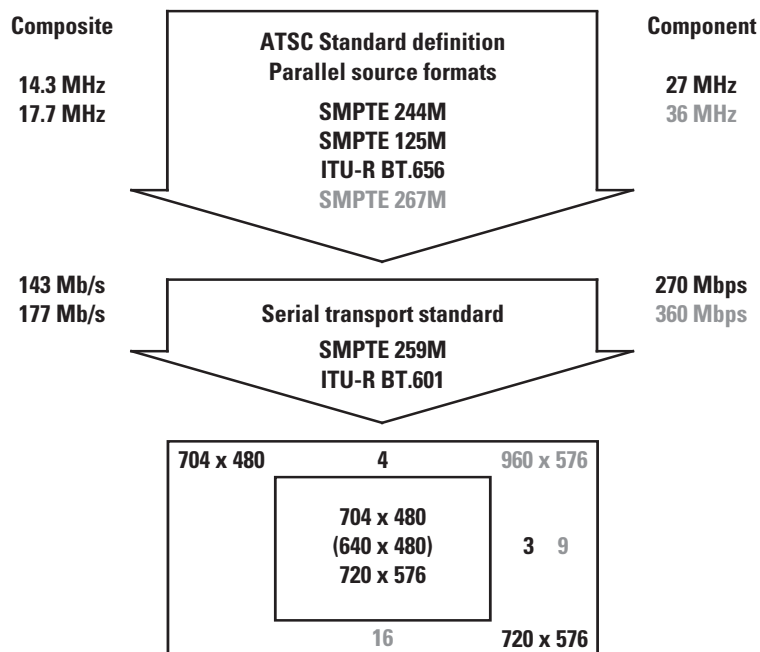 Composite
14.3 MHz
17.7 MHz
ATSC Standard definition
Parallel source formats
SMPTE 244M
SMPTE 125M
ITU-R BT.656
SMPTE 267M
Component
27 MHz
36 MHz
143 Mb/s
177 Mb/s
Serial transport standard
SMPTE 259M
ITU-R BT.601
270 Mbps
360 Mbps
704 x 480
4
960 x 576
704 x 480
(640 x 480)
720 x 576
3 9
16
720 x 576